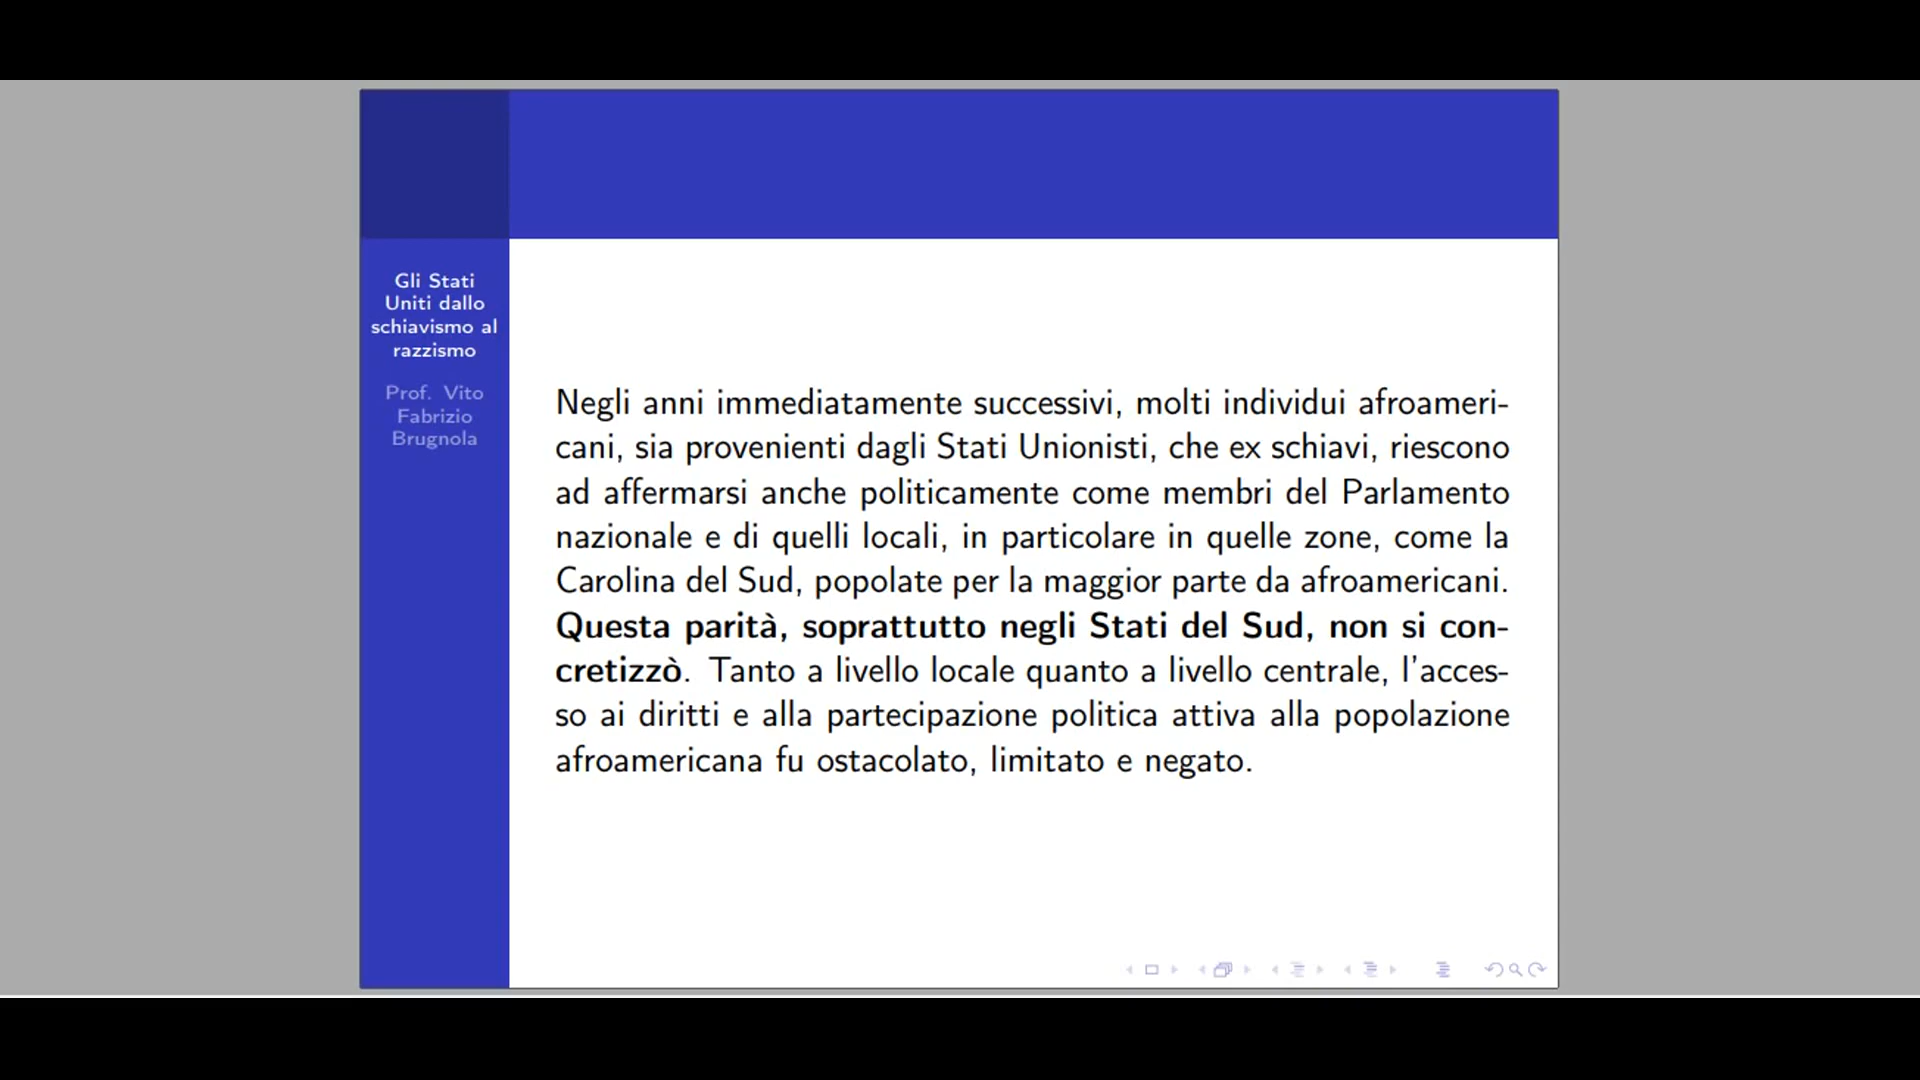 Gli Stati
Uniti dallo
schiavismo al
razzismo
Prof. Vito
Fabrizio
Brugnola
Negli anni immediatamente successivi, molti individui afroameri-
cani, sia provenienti dagli Stati Unionisti, che ex schiavi, riescono
ad affermarsi anche politicamente come membri del Parlamento
nazionale e di quelli locali, in particolare in quelle zone, come la
Carolina del Sud, popolate per la maggior parte da afroamericani.
Questa parità, soprattutto negli Stati del Sud, non si con-
cretizzò. Tanto a livello locale quanto a livello centrale, l'acces-
so ai diritti e alla partecipazione politica attiva alla popolazione
afroamericana fu ostacolato, limitato e negato.